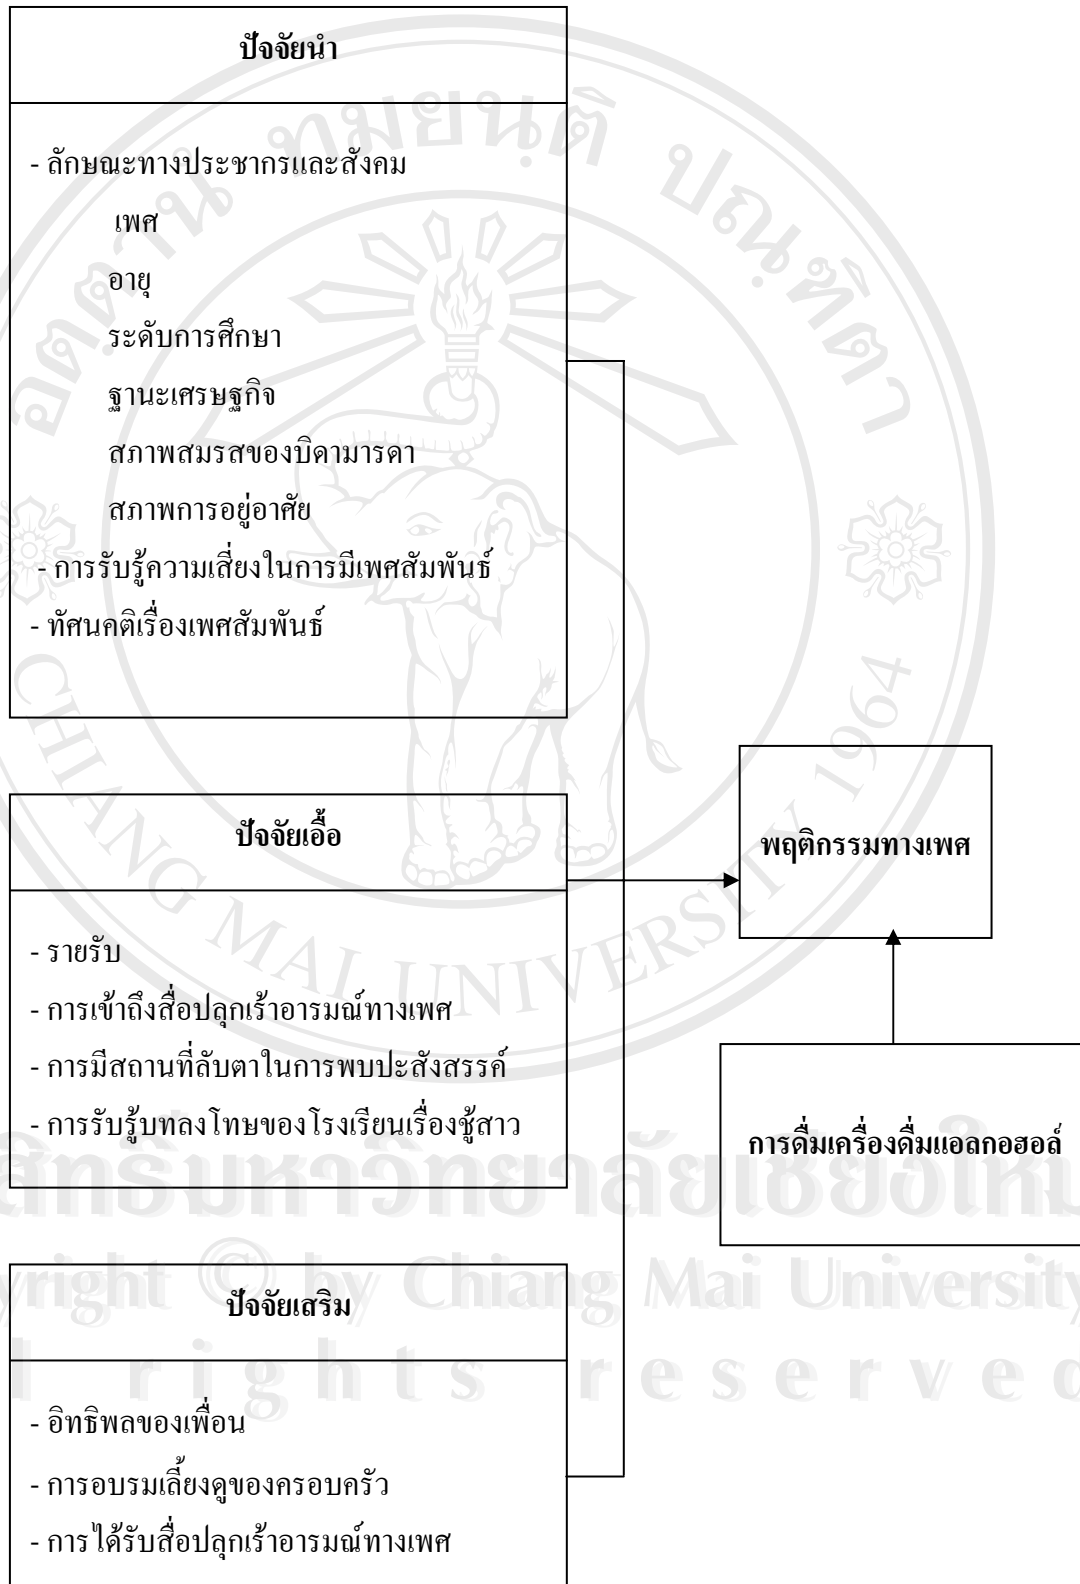 ปัจจัยนำ
- ลักษณะทางประชากรและสังคม
เพศ
อายุ
ระดับการศึกษา
ฐานะเศรษฐกิจ
สภาพสมรสของบิดามารดา
สภาพการอยู่อาศัย
- การรับรู้ความเสี่ยงในการมีเพศสัมพันธ์
- ทัศนคติเรื่องเพศสัมพันธ์
ปัจจัยเอื้อ
- รายรับ
- การเข้าถึงสื่อปลุกเร้าอารมณ์ทางเพศ
- การมีสถานที่ลับตาในการพบปะสังสรรค์
- การรับรู้บทลงโทษของโรงเรียนเรื่องชู้สาว
ปัจจัยเสริม
- อิทธิพลของเพื่อน
- การอบรมเลี้ยงดูของครอบครัว
- การได้รับสื่อปลุกเร้าอารมณ์ทางเพศ
พฤติกรรมทางเพศ
การดื่มเครื่องดื่มแอลกอฮอล์
CHIANG MAI UNIVERSITY 1964
yright © by Chiang Mai University
l rights reserved